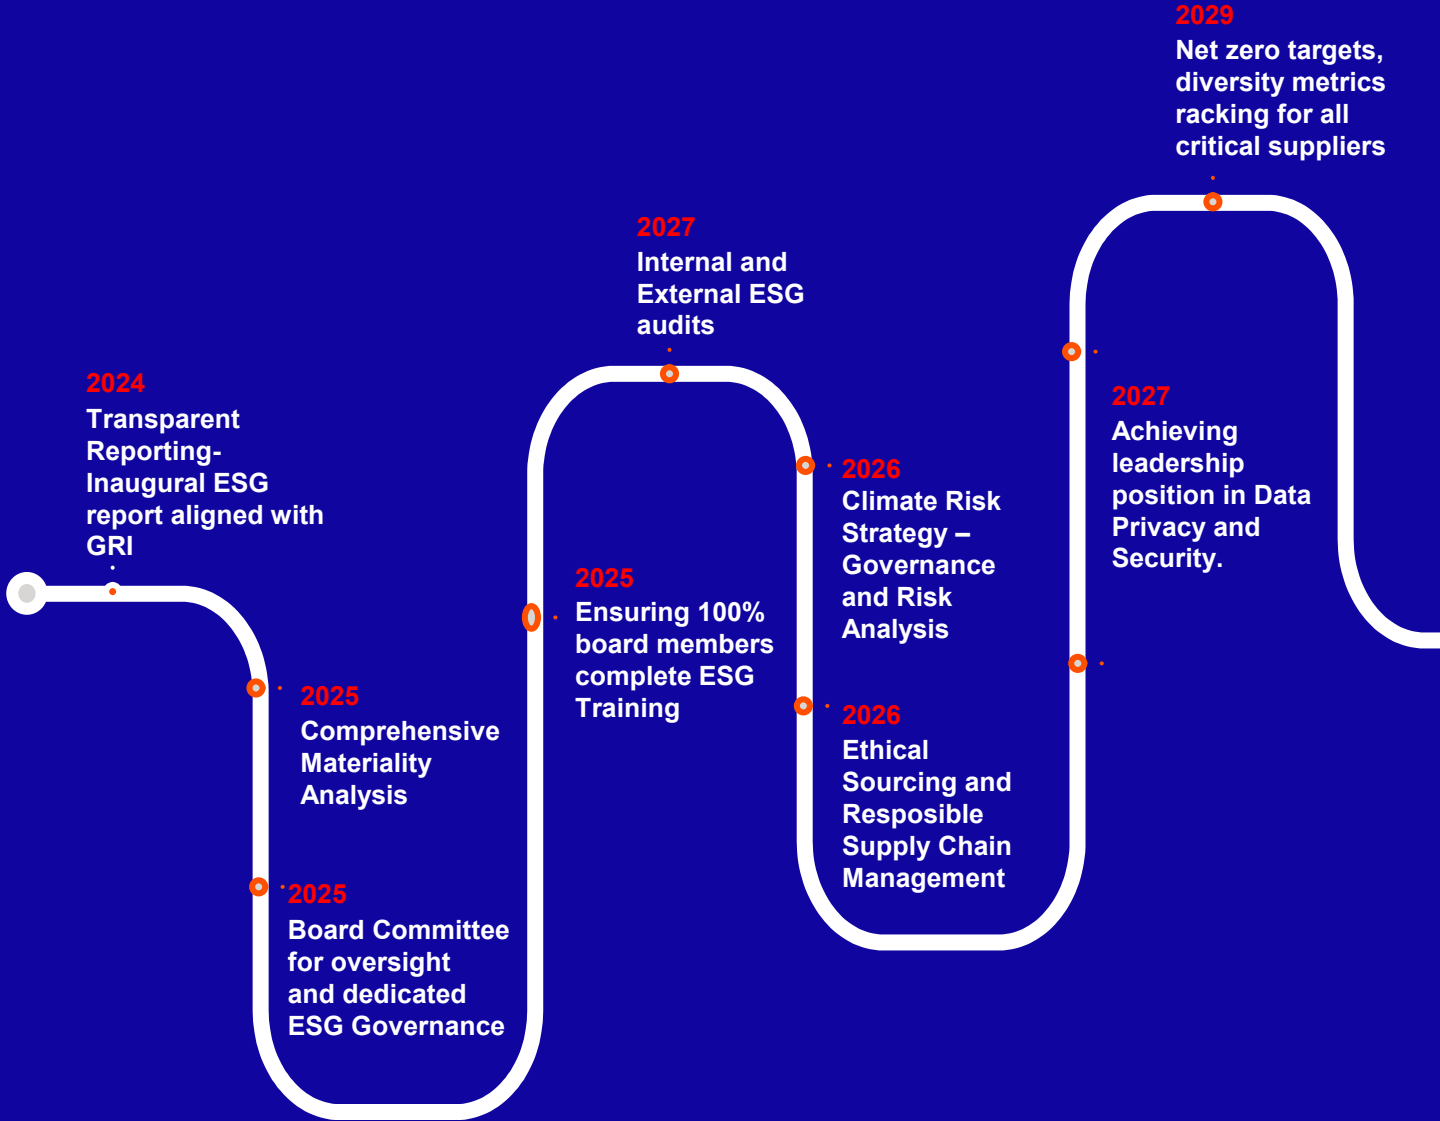 2024
Transparent
Reporting-
Inaugural ESG
report aligned with
GRI
2025
Comprehensive
Materiality
Analysis
2025
Board Committee
for oversight
and dedicated
ESG Governance
2025
Ensuring 100%
board members
complete ESG
Training
2027
Internal and
External ESG
audits
2026
Climate Risk
Strategy –
Governance
and Risk
Analysis
2026
Ethical
Sourcing and
Resposible
Supply Chain
Management
2027
Achieving
leadership
position in Data
Privacy and
Security.
2029
Net zero targets,
diversity metrics
racking for all
critical suppliers